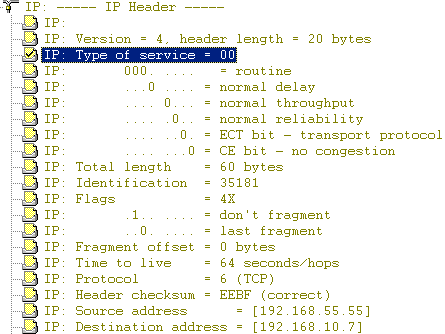 IP: ----- IP Header -----
IP:
IP: Version = 4, header length = 20 bytes
IP: Type of service = 00
IP:       000. ....   = routine
IP:       ...0 .... = normal delay
IP:       .... 0... = normal throughput
IP:       .... .0.. = normal reliability
IP:       .... ..0. = ECT bit - transport protocol
IP:       .... ...0 = CE bit - no congestion
IP: Total length    = 60 bytes
IP: Identification  = 35181
IP: Flags           = 4X
IP:       .1.. .... = don't fragment
IP:       ..0. .... = last fragment
IP: Fragment offset = 0 bytes
IP: Time to live    = 64 seconds/hops
IP: Protocol        = 6 (TCP)
IP: Header checksum = EEBF (correct)
IP: Source address      = [192.168.55.55]
IP: Destination address = [192.168.10.7]